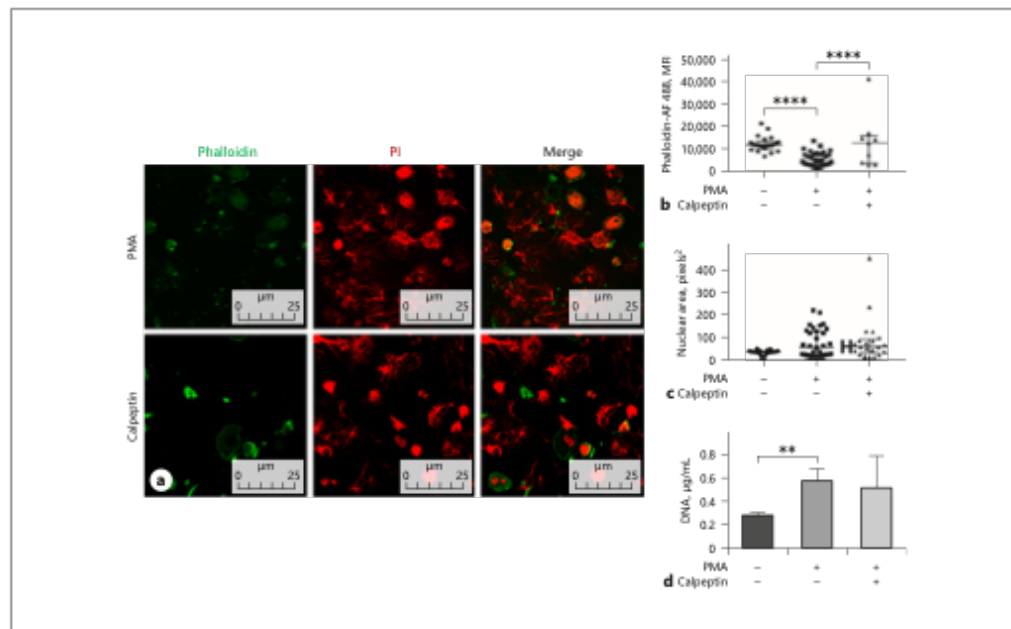 Phalloidin PI Merge
PMA
µm
0 25
µm
0 25
µm
0 25
Calpeptin
a
µm
0 25
µm
0 25
µm
0 25
Phalloidin-AF 488, MFI
50,000
40,000
30,000
20,000
10,000
0
****
****
PMA – + +
b Calpeptin – – +
Nuclear area, pixels²
400
300
200
100
0
PMA – + +
c Calpeptin – – +
DNA, µg/mL
0.8
0.6
0.4
0.2
0
**
PMA – + +
d Calpeptin – – +